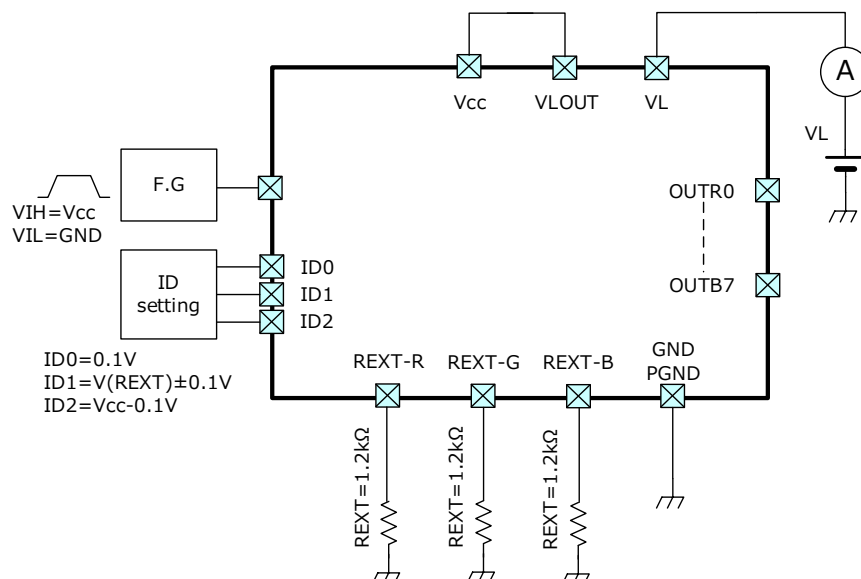 A
Vcc
VLOUT
VL
VL
F.G
VIH=Vcc
VIL=GND
OUTR0
ID
setting
ID0
ID1
ID2
OUTB7
ID0=0.1V
ID1=V(REXT)±0.1V
ID2=Vcc-0.1V
REXT-R
REXT-G
REXT-B
GND
PGND
REXT=1.2kΩ
REXT=1.2kΩ
REXT=1.2kΩ